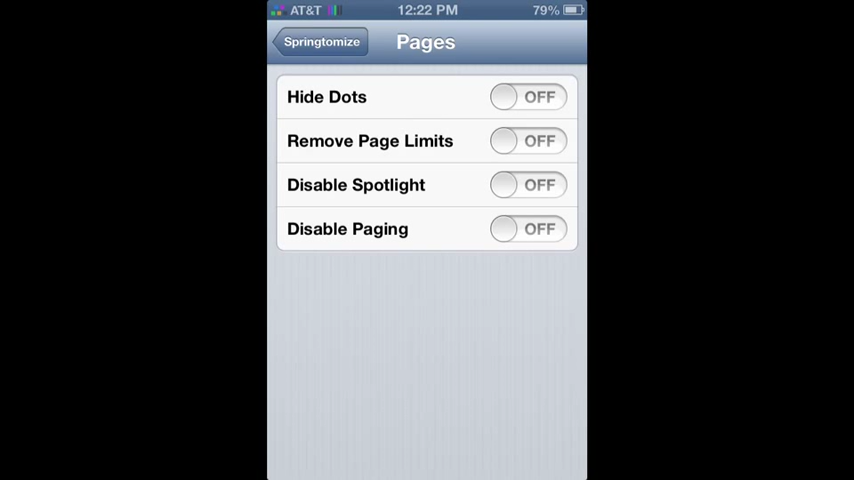 AT&T 12:22 PM 79%
Springtomize Pages
Hide Dots OFF
Remove Page Limits OFF
Disable Spotlight OFF
Disable Paging OFF